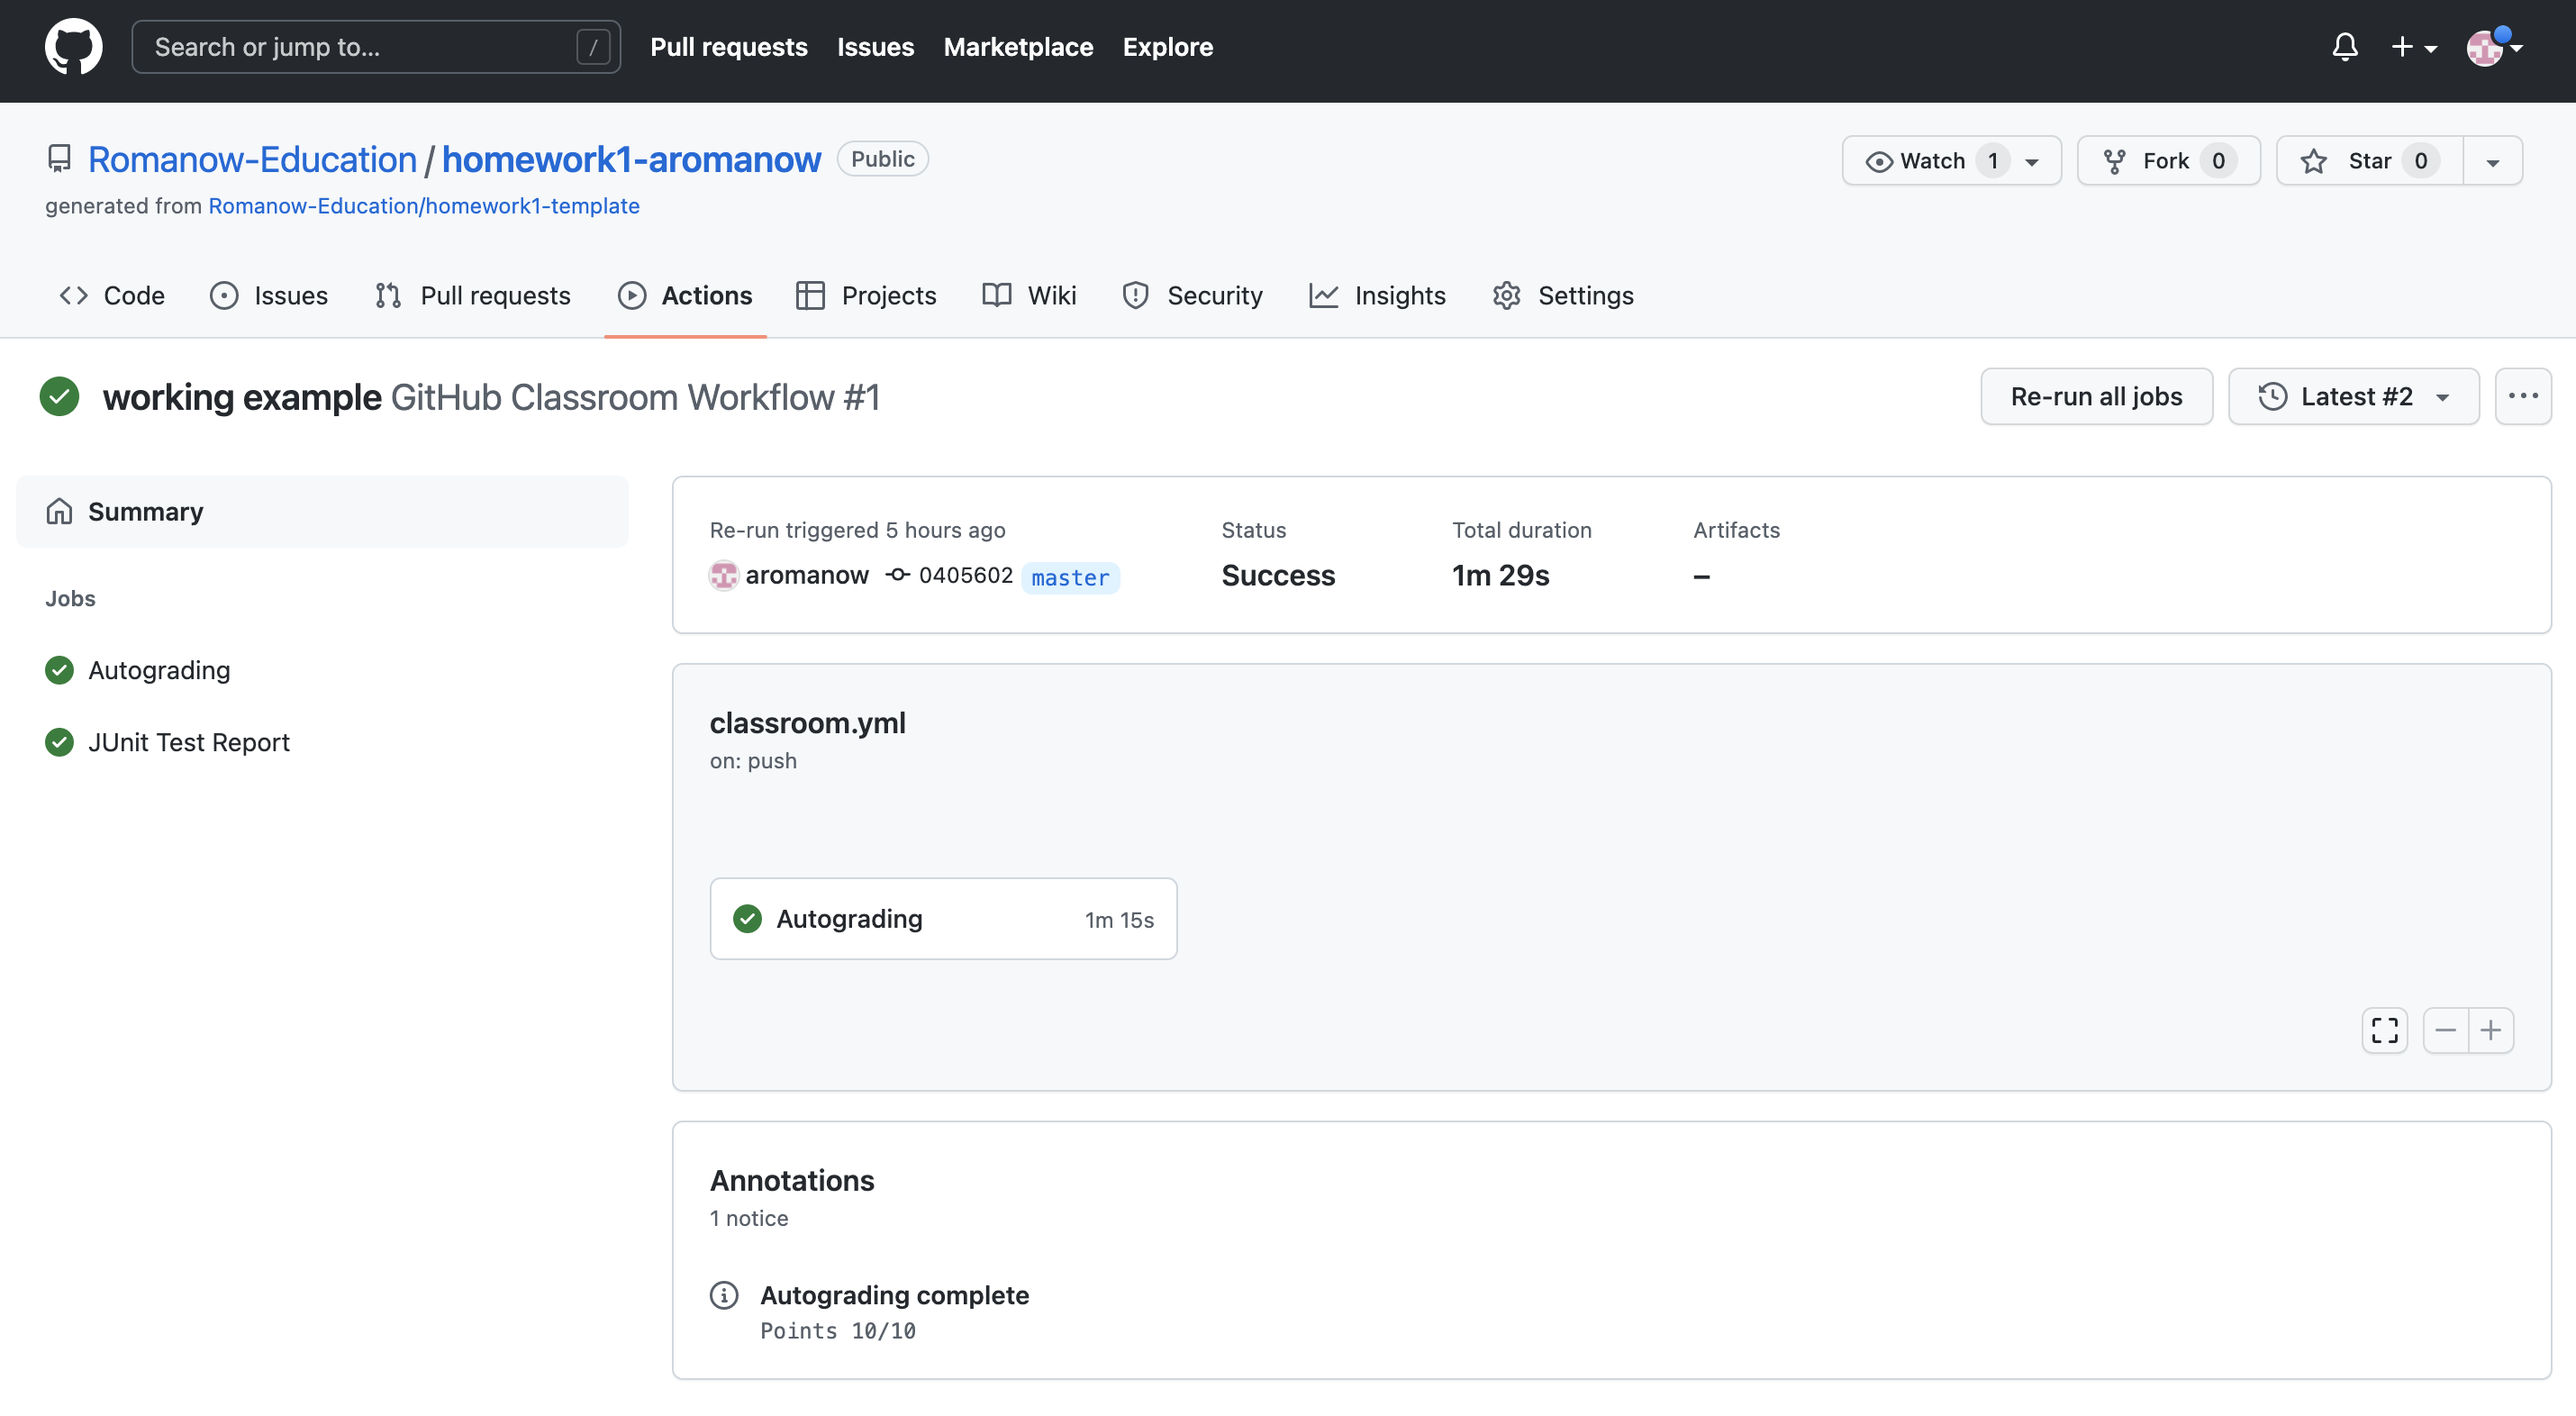 Search or jump to... /
Pull requests Issues Marketplace Explore
Romanow-Education / homework1-aromanow Public
Watch 1 Fork 0 Star 0
generated from Romanow-Education/homework1-template
Code Issues Pull requests Actions Projects Wiki Security Insights Settings
working example GitHub Classroom Workflow #1
Re-run all jobs Latest #2
Summary
Jobs
Autograding
JUnit Test Report
Re-run triggered 5 hours ago Status Total duration Artifacts
aromanow 0405602 master Success 1m 29s –
classroom.yml
on: push
Autograding 1m 15s
Annotations
1 notice
Autograding complete
Points 10/10